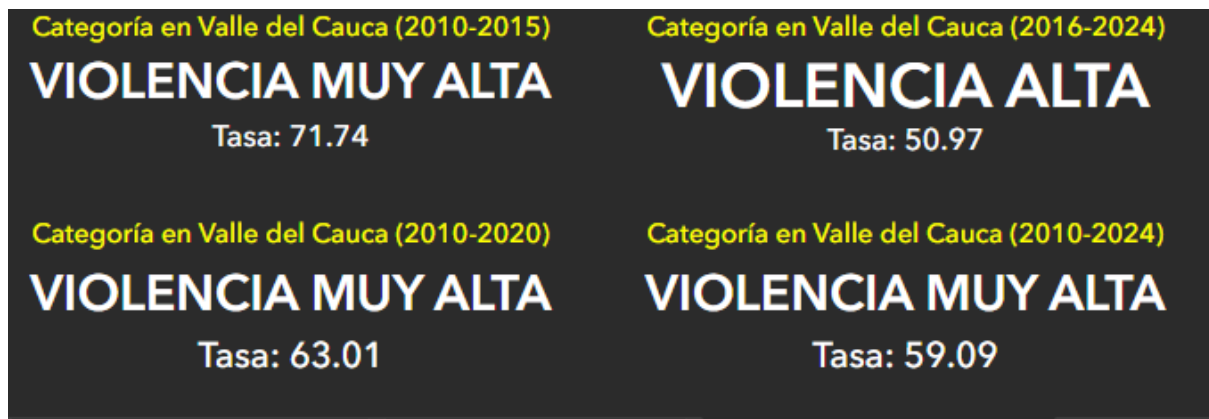 Categoría en Valle del Cauca (2010-2015)
VIOLENCIA MUY ALTA
Tasa: 71.74
Categoría en Valle del Cauca (2016-2024)
VIOLENCIA ALTA
Tasa: 50.97
Categoría en Valle del Cauca (2010-2020)
VIOLENCIA MUY ALTA
Tasa: 63.01
Categoría en Valle del Cauca (2010-2024)
VIOLENCIA MUY ALTA
Tasa: 59.09